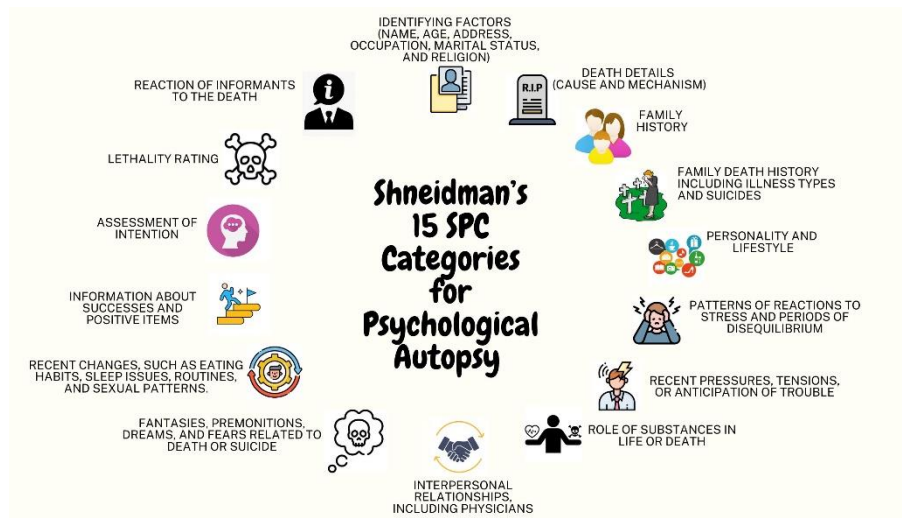 IDENTIFYING FACTORS
(NAME, AGE, ADDRESS,
OCCUPATION, MARITAL STATUS,
AND RELIGION)
R.I.P
DEATH DETAILS
(CAUSE AND MECHANISM)
FAMILY
HISTORY
FAMILY DEATH HISTORY
INCLUDING ILLNESS TYPES
AND SUICIDES
PERSONALITY AND
LIFESTYLE
PATTERNS OF REACTIONS TO
STRESS AND PERIODS OF
DISEQUILIBRIUM
RECENT PRESSURES, TENSIONS,
OR ANTICIPATION OF TROUBLE
ROLE OF SUBSTANCES IN
LIFE OR DEATH
INTERPERSONAL
RELATIONSHIPS,
INCLUDING PHYSICIANS
FANTASIES, PREMONITIONS,
DREAMS, AND FEARS RELATED TO
DEATH OR SUICIDE
RECENT CHANGES, SUCH AS EATING
HABITS, SLEEP ISSUES, ROUTINES,
AND SEXUAL PATTERNS.
INFORMATION ABOUT
SUCCESSES AND
POSITIVE ITEMS
ASSESSMENT OF
INTENTION
LETHALITY RATING
REACTION OF INFORMANTS
TO THE DEATH
i
Shneidman's
15 SPC
Categories
for
Psychological
Autopsy